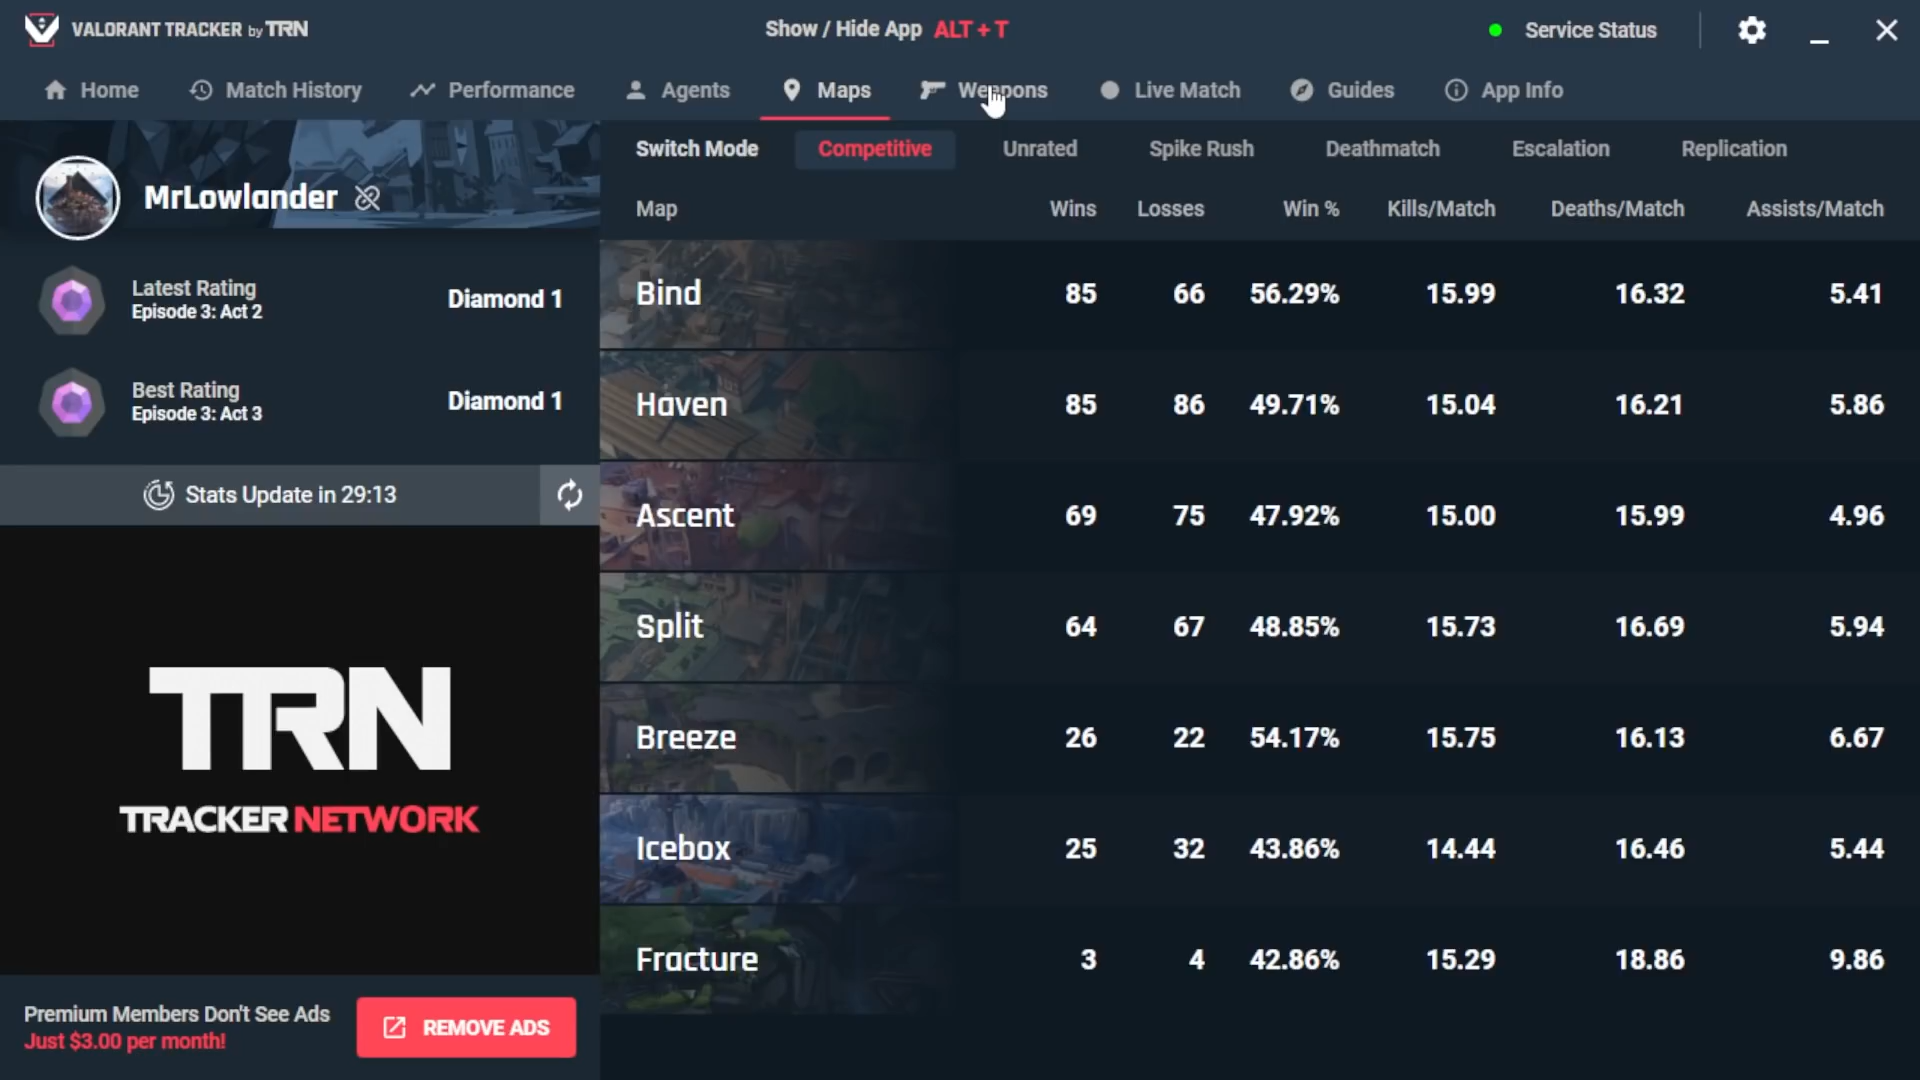 VALORANT TRACKER by TRN
Show / Hide App ALT + T
Service Status
Home Match History Performance Agents Maps Weapons Live Match Guides App Info
MrLowlander
Latest Rating
Episode 3: Act 2
Diamond 1
Best Rating
Episode 3: Act 3
Diamond 1
Stats Update in 29:13
TRN
TRACKER NETWORK
Premium Members Don't See Ads
Just $3.00 per month!
REMOVE ADS
Switch Mode Competitive Unrated Spike Rush Deathmatch Escalation Replication
Map Wins Losses Win % Kills/Match Deaths/Match Assists/Match
Bind 85 66 56.29% 15.99 16.32 5.41
Haven 85 86 49.71% 15.04 16.21 5.86
Ascent 69 75 47.92% 15.00 15.99 4.96
Split 64 67 48.85% 15.73 16.69 5.94
Breeze 26 22 54.17% 15.75 16.13 6.67
Icebox 25 32 43.86% 14.44 16.46 5.44
Fracture 3 4 42.86% 15.29 18.86 9.86